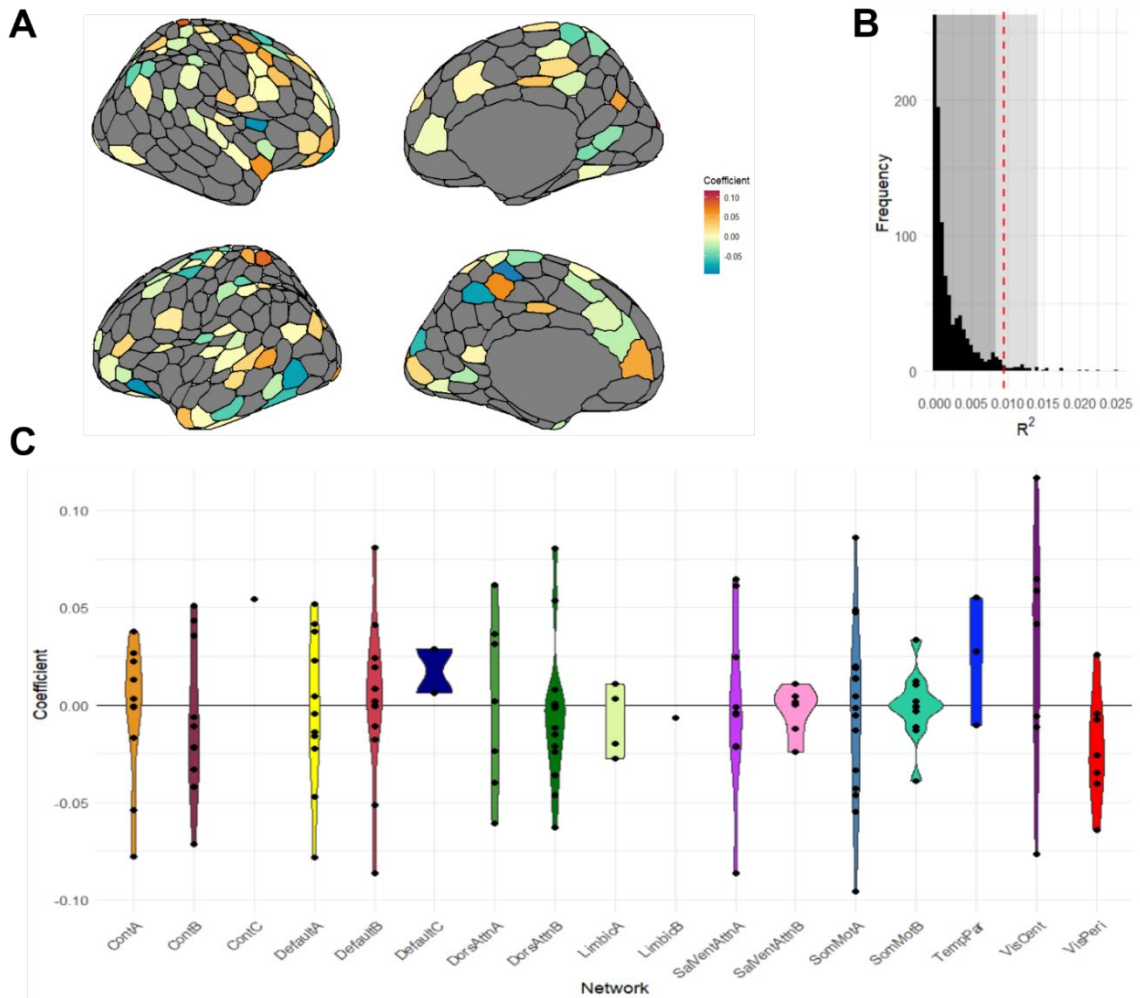 A
Coefficient
0.10
0.05
0.00
-0.05
B
Frequency
200
100
0
0.000 0.005 0.010 0.015 0.020 0.025
R²
C
Coefficient
0.10
0.05
0.00
-0.05
-0.10
ContA
ContB
ContC
DefaultA
DefaultB
DefaultC
DorsAttnA
DorsAttnB
LimbicA
LimbicB
SalVentAttnA
SalVentAttnB
SomMotA
SomMotB
TempPar
VisCent
VisPeri
Network